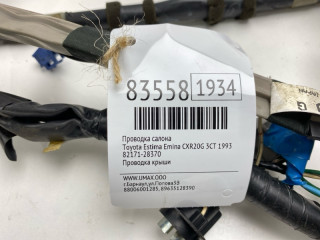 83558 1934
Проводка салона
Toyota Estima Emina CXR20G 3CT 1993
82171-28370
Проводка крыши
WWW.UMAX.OOO
г.Барнаул,ул.Попова30
88006001285,89635128390
G